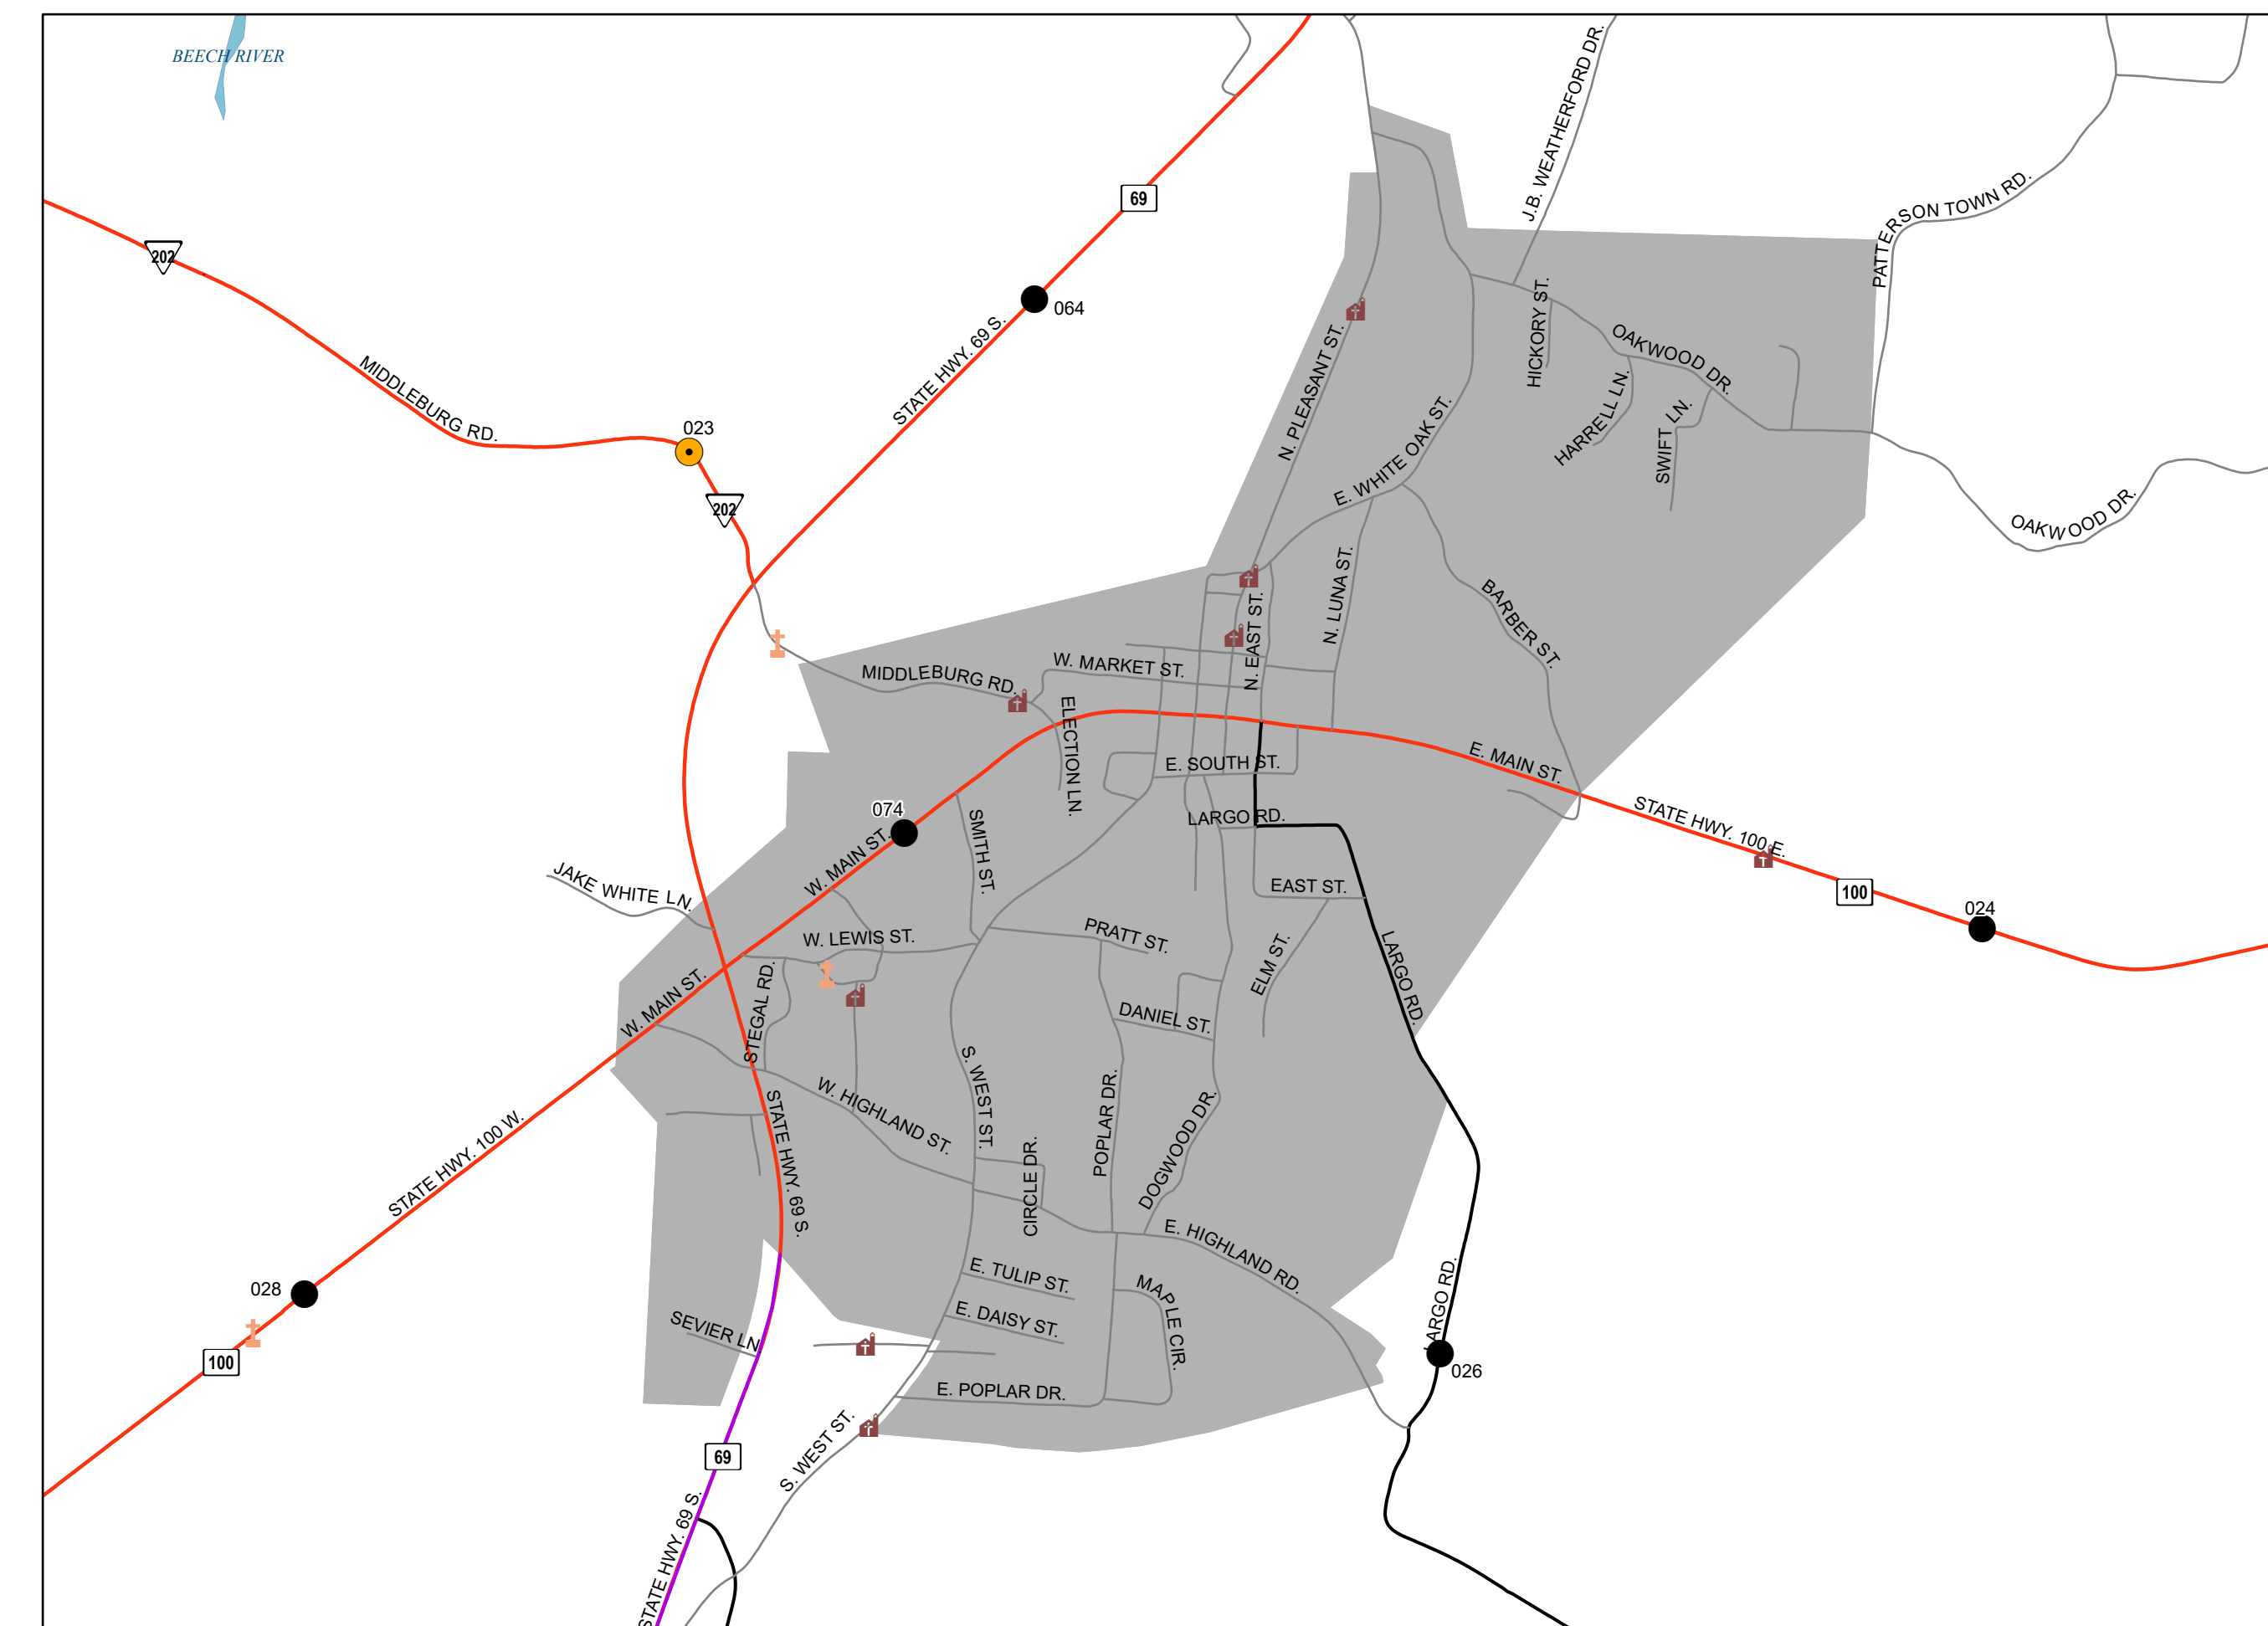 BEECH RIVER
J.B. WEATHERFORD DR.
69
PATTERSON TOWN RD.
202
064
STATE HWY. 69 S.
HICKORY ST.
OAKWOOD DR.
N. PLEASANT ST.
MIDDLEBURG RD.
HARRELL LN.
SWIFT LN.
023
E. WHITE OAK ST.
202
OAKWOOD DR.
N. LUNA ST.
BARBER ST.
N. EAST ST.
W. MARKET ST.
MIDDLEBURG RD.
ELECTION LN.
E. SOUTH ST.
E. MAIN ST.
074
STATE HWY. 100 E.
LARGO RD.
SMITH ST.
W. MAIN ST.
JAKE WHITE LN.
EAST ST.
100
024
PRATT ST.
W. LEWIS ST.
ELM ST.
LARGO RD.
W. MAIN ST.
STEGAL RD.
DANIEL ST.
S. WEST ST.
W. HIGHLAND ST.
POPLAR DR.
DOGWOOD DR.
STATE HWY. 69 S.
STATE HWY. 100 W.
CIRCLE DR.
E. HIGHLAND RD.
E. TULIP ST.
MAPLE CIR.
LARGO RD.
028
E. DAISY ST.
SEVIER LN.
100
026
E. POPLAR DR.
S. WEST ST.
69
STATE HWY. 69 S.